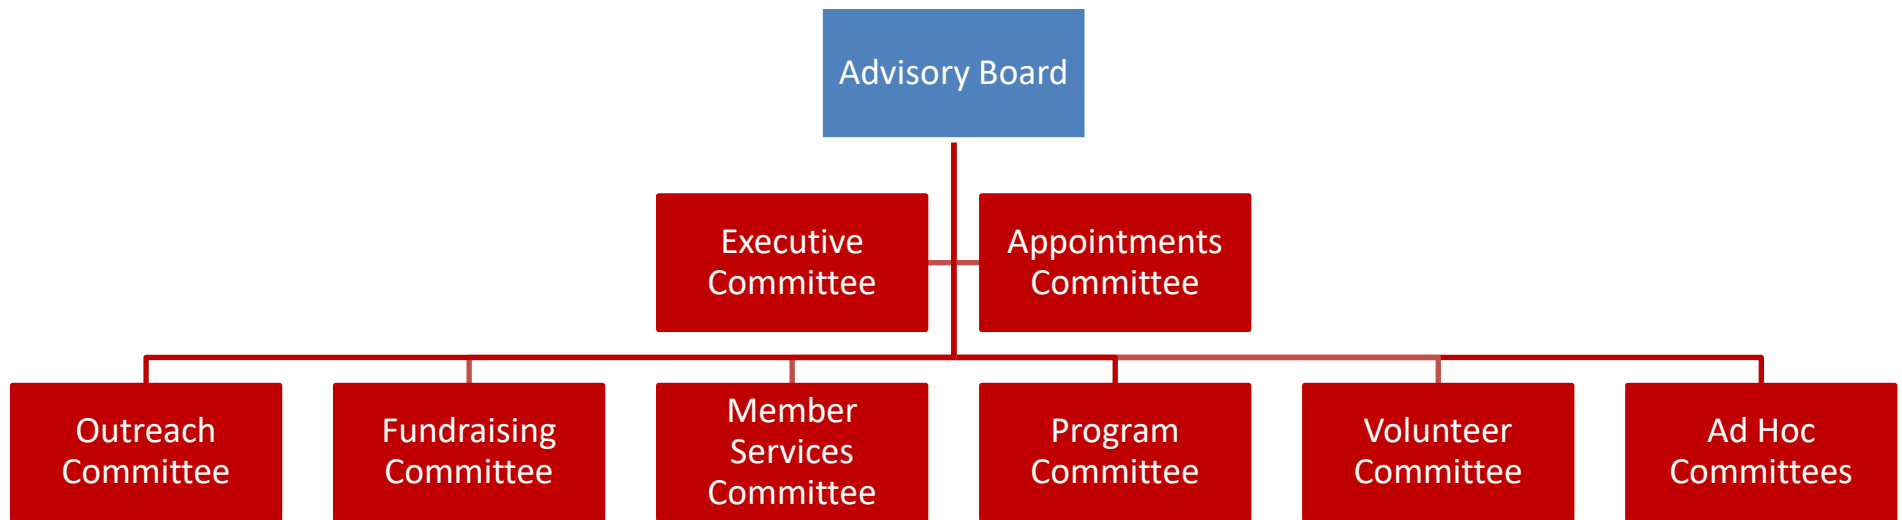 Advisory Board
Executive
Committee
Appointments
Committee
Outreach
Committee
Fundraising
Committee
Member
Services
Committee
Program
Committee
Volunteer
Committee
Ad Hoc
Committees